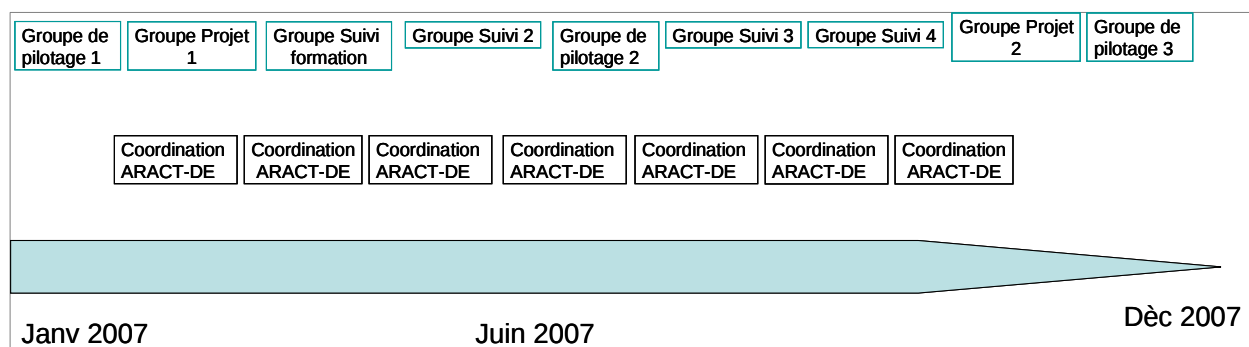 Groupe de
pilotage 1
Groupe Projet
1
Groupe Suivi
formation
Groupe Suivi 2
Groupe de
pilotage 2
Groupe Suivi 3
Groupe Suivi 4
Groupe Projet
2
Groupe de
pilotage 3
Coordination
ARACT-DE
Coordination
ARACT-DE
Coordination
ARACT-DE
Coordination
ARACT-DE
Coordination
ARACT-DE
Coordination
ARACT-DE
Coordination
ARACT-DE
Janv 2007
Juin 2007
Dèc 2007